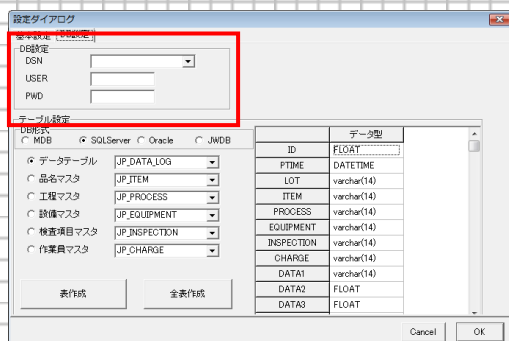 設定ダイアログ
基本設定 DB設定
DB設定
DSN
USER
PWD
テーブル設定
DB形式
MDB SQLServer Oracle JWDB
データテーブル JP_DATA_LOG
品名マスタ JP_ITEM
工程マスタ JP_PROCESS
設備マスタ JP_EQUIPMENT
検査項目マスタ JP_INSPECTION
作業員マスタ JP_CHARGE
表作成 全表作成
データ型
ID FLOAT
PTIME DATETIME
LOT varchar(14)
ITEM varchar(14)
PROCESS varchar(14)
EQUIPMENT varchar(14)
INSPECTION varchar(14)
CHARGE varchar(14)
DATA1 varchar(14)
DATA2 FLOAT
DATA3 FLOAT
Cancel OK